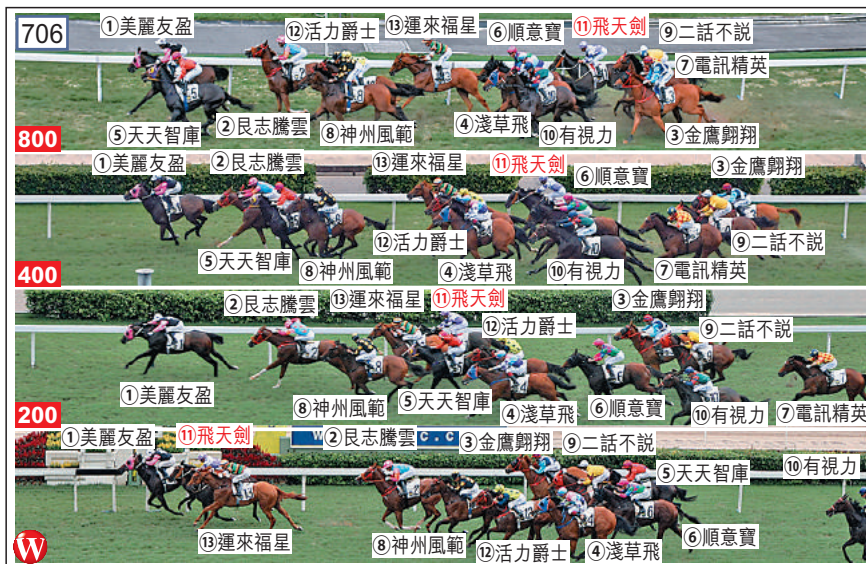 706
①美麗友盈
⑫活力爵士
⑬運來福星
⑥順意寶
⑪飛天劍
⑨二話不説
⑦電訊精英
800
⑤天天智庫
②艮志騰雲
⑧神州風範
④淺草飛
⑩有視力
③金鷹翺翔
①美麗友盈
②艮志騰雲
⑬運來福星
⑪飛天劍
⑥順意寶
③金鷹翺翔
400
⑤天天智庫
⑧神州風範
⑫活力爵士
④淺草飛
⑩有視力
⑦電訊精英
⑨二話不説
②艮志騰雲
⑬運來福星
⑪飛天劍
⑫活力爵士
③金鷹翺翔
⑨二話不説
200
①美麗友盈
⑧神州風範
⑤天天智庫
④淺草飛
⑥順意寶
⑩有視力
⑦電訊精英
①美麗友盈
⑪飛天劍
②艮志騰雲
③金鷹翺翔
⑨二話不説
⑤天天智庫
⑩有視力
W
⑬運來福星
⑧神州風範
⑫活力爵士
④淺草飛
⑥順意寶